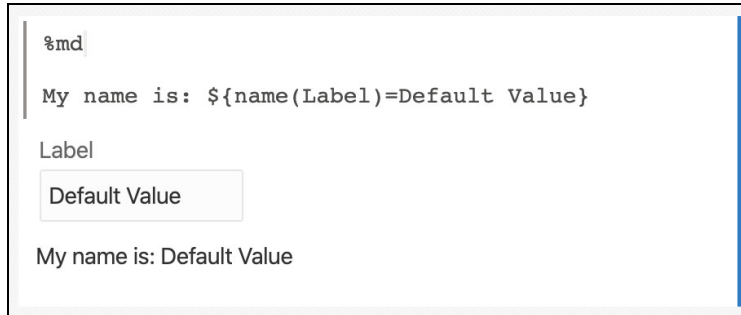 %md
My name is: ${name(Label)=Default Value}
Label
Default Value
My name is: Default Value